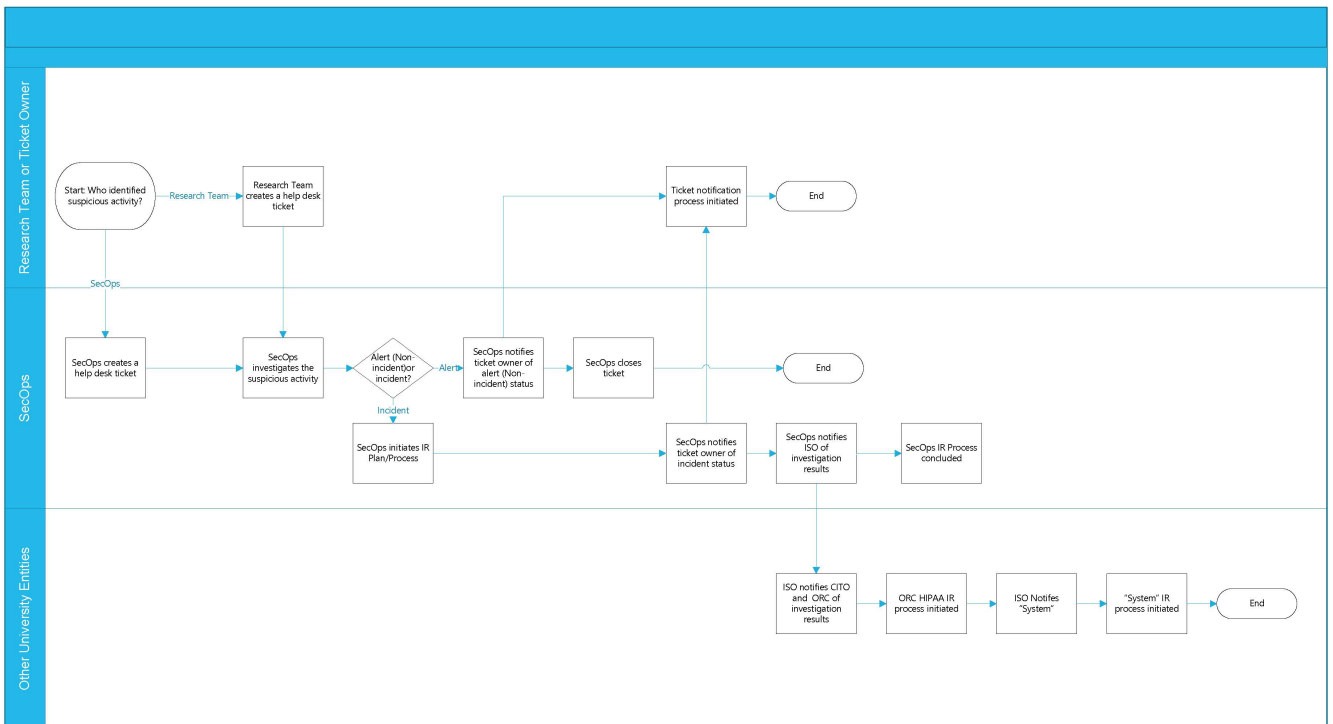 Research Team or Ticket Owner
Start: Who identified
suspicious activity?
Research Team
Research Team
creates a help desk
ticket
Ticket notification
process initiated
End
SecOps
SecOps
SecOps creates a
help desk ticket
SecOps
investigates the
suspicious activity
Alert (Non-
incident)or
incident?
Alert
SecOps notifies
ticket owner of
alert (Non-
incident) status
SecOps closes
ticket
End
Incident
SecOps initiates IR
Plan/Process
SecOps notifies
ticket owner of
incident status
SecOps notifies
ISO of
investigation
results
SecOps IR Process
concluded
Other University Entities
ISO notifies CITO
and ORC of
investigation
results
ORC HIPAA IR
process initiated
ISO Notifes
"System"
"System" IR
process initiated
End